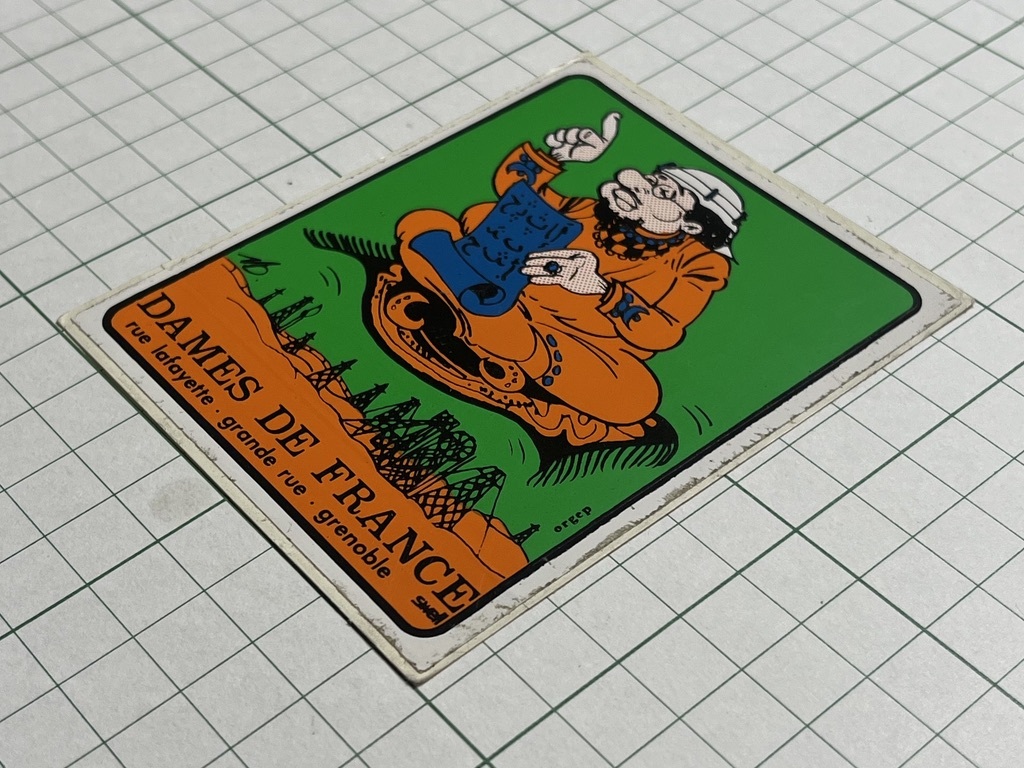 DAMES DE FRANCE
rue lafayette · grande rue · grenoble
orgep